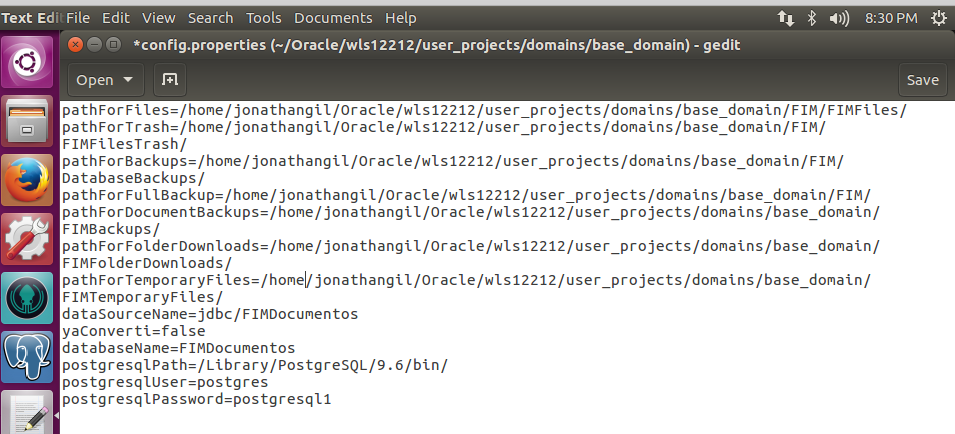 Text Edit File Edit View Search Tools Documents Help 8:30 PM
*config.properties (~/Oracle/wls12212/user_projects/domains/base_domain) - gedit
Open Save
pathForFiles=/home/jonathangil/Oracle/wls12212/user_projects/domains/base_domain/FIM/FIMFiles/
pathForTrash=/home/jonathangil/Oracle/wls12212/user_projects/domains/base_domain/FIM/
FIMFilesTrash/
pathForBackups=/home/jonathangil/Oracle/wls12212/user_projects/domains/base_domain/FIM/
DatabaseBackups/
pathForFullBackup=/home/jonathangil/Oracle/wls12212/user_projects/domains/base_domain/FIM/
pathForDocumentBackups=/home/jonathangil/Oracle/wls12212/user_projects/domains/base_domain/
FIMBackups/
pathForFolderDownloads=/home/jonathangil/Oracle/wls12212/user_projects/domains/base_domain/
FIMFolderDownloads/
pathForTemporaryFiles=/home/jonathangil/Oracle/wls12212/user_projects/domains/base_domain/
FIMTemporaryFiles/
dataSourceName=jdbc/FIMDocumentos
yaConverti=false
databaseName=FIMDocumentos
postgresqlPath=/Library/PostgreSQL/9.6/bin/
postgresqlUser=postgres
postgresqlPassword=postgresql1